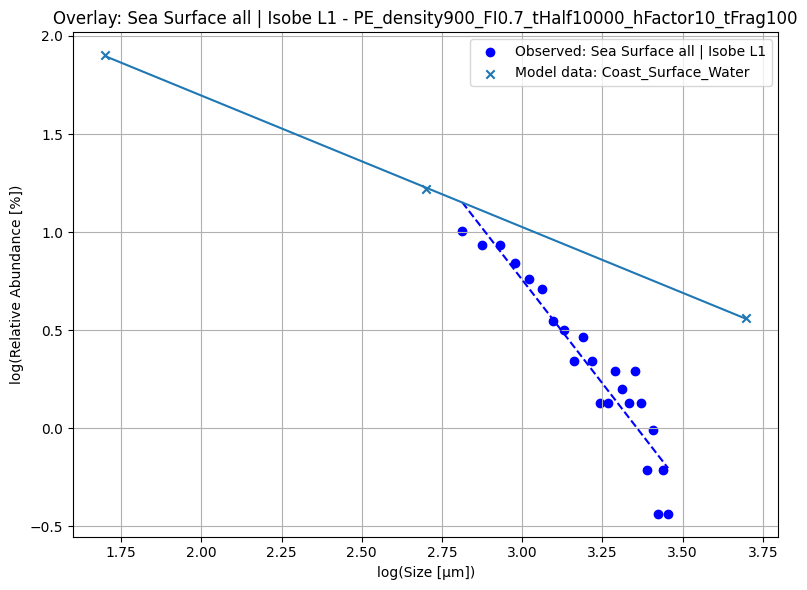 Overlay: Sea Surface all | Isobe L1 - PE_density900_FI0.7_tHalf10000_hFactor10_tFrag100
Observed: Sea Surface all | Isobe L1
Model data: Coast_Surface_Water
log(Relative Abundance [%])
2.0
1.5
1.0
0.5
0.0
−0.5
1.75 2.00 2.25 2.50 2.75 3.00 3.25 3.50 3.75
log(Size [μm])